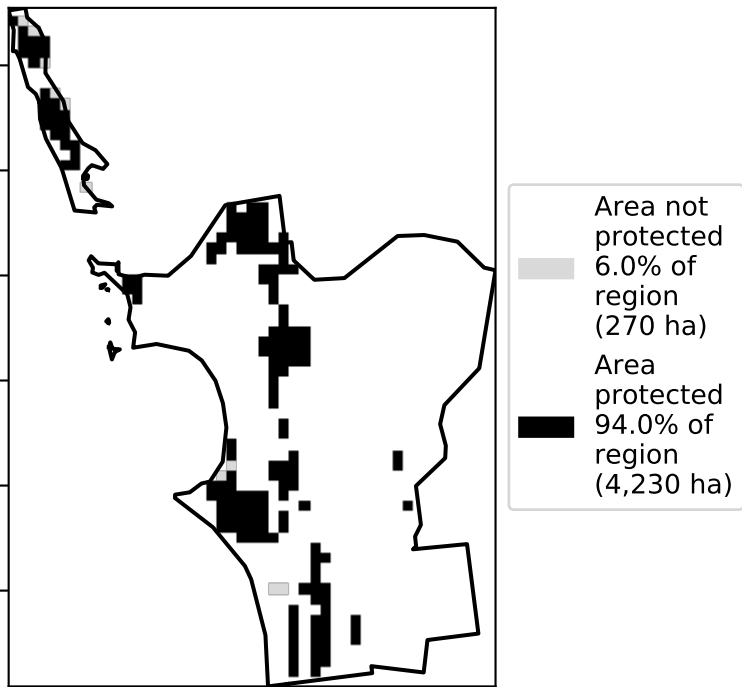 Area not
protected
6.0% of
region
(270 ha)
Area
protected
94.0% of
region
(4,230 ha)